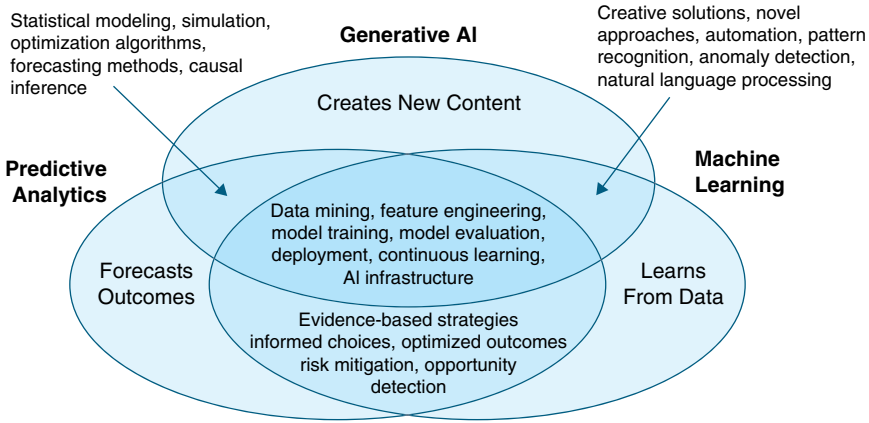 Statistical modeling, simulation,
optimization algorithms,
forecasting methods, causal
inference
Generative AI
Creative solutions, novel
approaches, automation, pattern
recognition, anomaly detection,
natural language processing
Creates New Content
Predictive
Analytics
Machine
Learning
Data mining, feature engineering,
model training, model evaluation,
deployment, continuous learning,
AI infrastructure
Forecasts
Outcomes
Learns
From Data
Evidence-based strategies
informed choices, optimized outcomes
risk mitigation, opportunity
detection